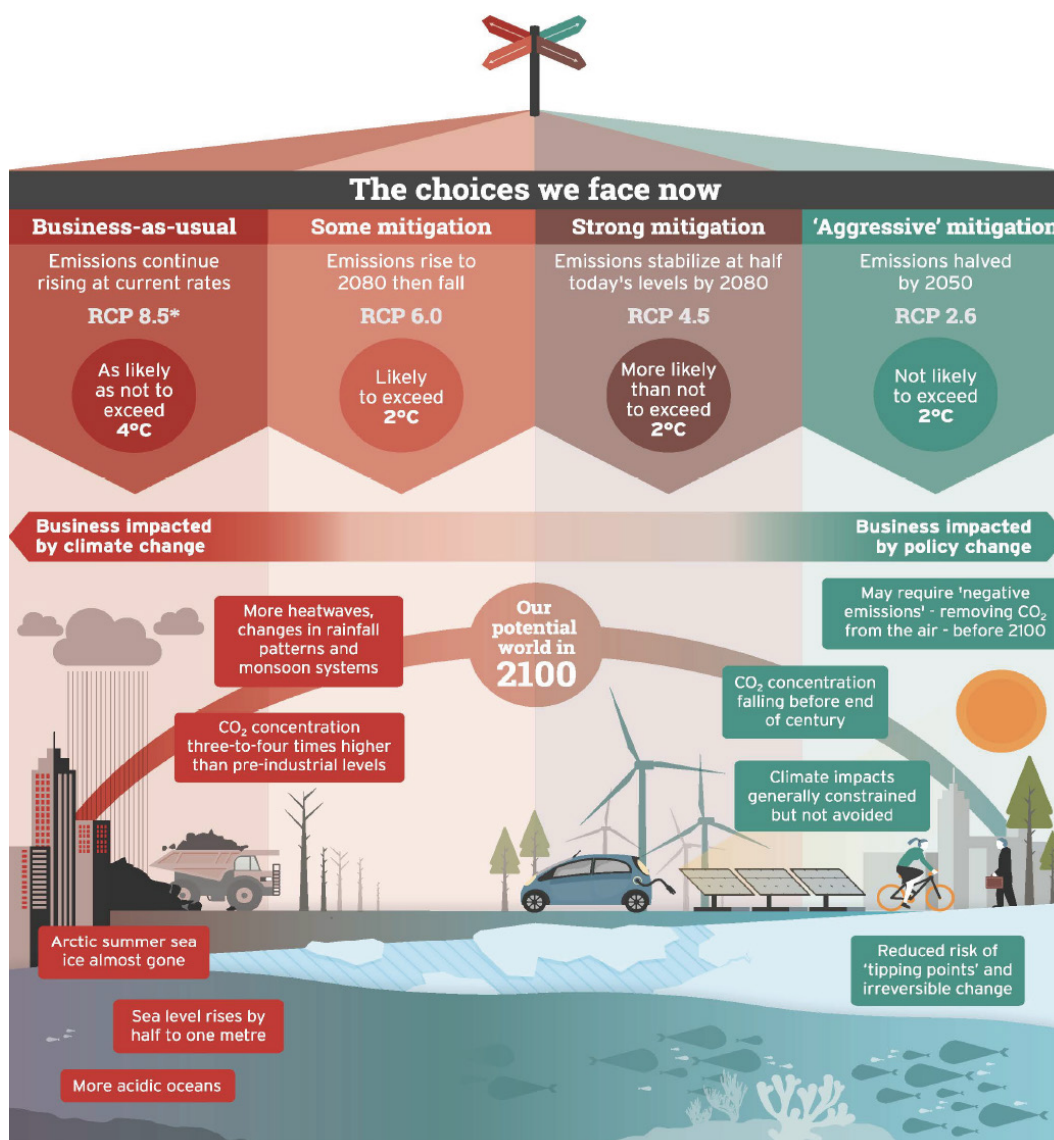 The choices we face now
Business-as-usual
Emissions continue
rising at current rates
RCP 8.5*
As likely
as not to
exceed
4°C
Some mitigation
Emissions rise to
2080 then fall
RCP 6.0
Likely
to exceed
2°C
Strong mitigation
Emissions stabilize at half
today's levels by 2080
RCP 4.5
More likely
than not
to exceed
2°C
‘Aggressive’ mitigation
Emissions halved
by 2050
RCP 2.6
Not likely
to exceed
2°C
Business impacted
by climate change
Business impacted
by policy change
Our
potential
world in
2100
More heatwaves,
changes in rainfall
patterns and
monsoon systems
CO₂ concentration
three-to-four times higher
than pre-industrial levels
May require 'negative
emissions' - removing CO₂
from the air - before 2100
CO₂ concentration
falling before end
of century
Climate impacts
generally constrained
but not avoided
Arctic summer sea
ice almost gone
Sea level rises by
half to one metre
More acidic oceans
Reduced risk of
‘tipping points’ and
irreversible change